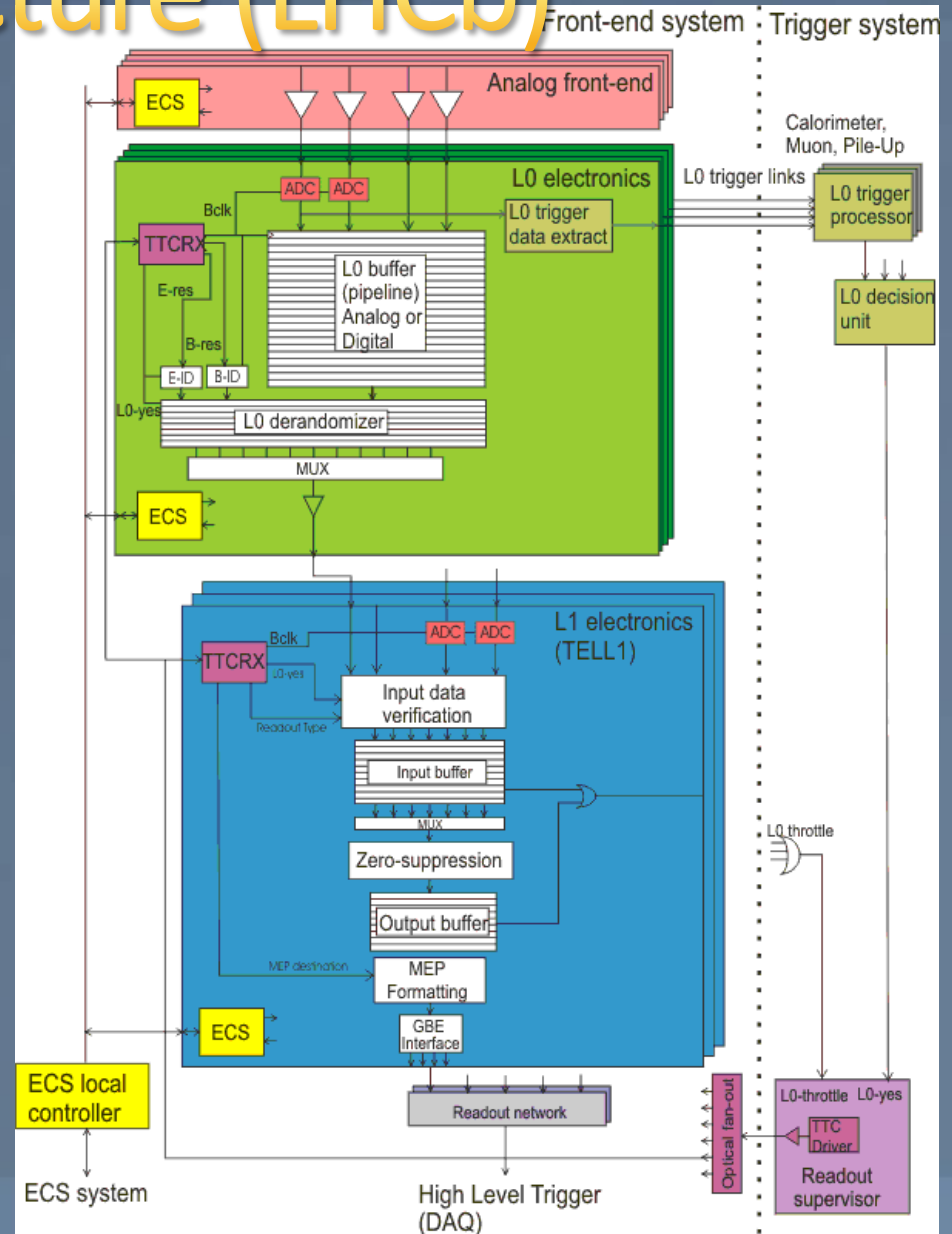 (LHCb)
Front-end system
Trigger system
Analog front-end
ECS
Calorimeter,
Muon, Pile-Up
L0 electronics
L0 trigger links
L0 trigger
processor
ADC
ADC
Bclk
L0 trigger
data extract
TTCRX
L0 buffer
(pipeline)
Analog or
Digital
E-res
L0 decision
unit
B-res
E-ID
B-ID
L0-yes
L0 derandomizer
MUX
ECS
L1 electronics
(TELL1)
ADC
ADC
Bclk
TTCRX
L0-yes
Input data
verification
Readout Type
Input buffer
MUX
L0 throttle
Zero-suppression
Output buffer
MEP destination
MEP
Formatting
ECS
GBE
Interface
ECS local
controller
Readout network
Optical fan-out
L0-throttle
L0-yes
TTC
Driver
Readout
supervisor
ECS system
High Level Trigger
(DAQ)